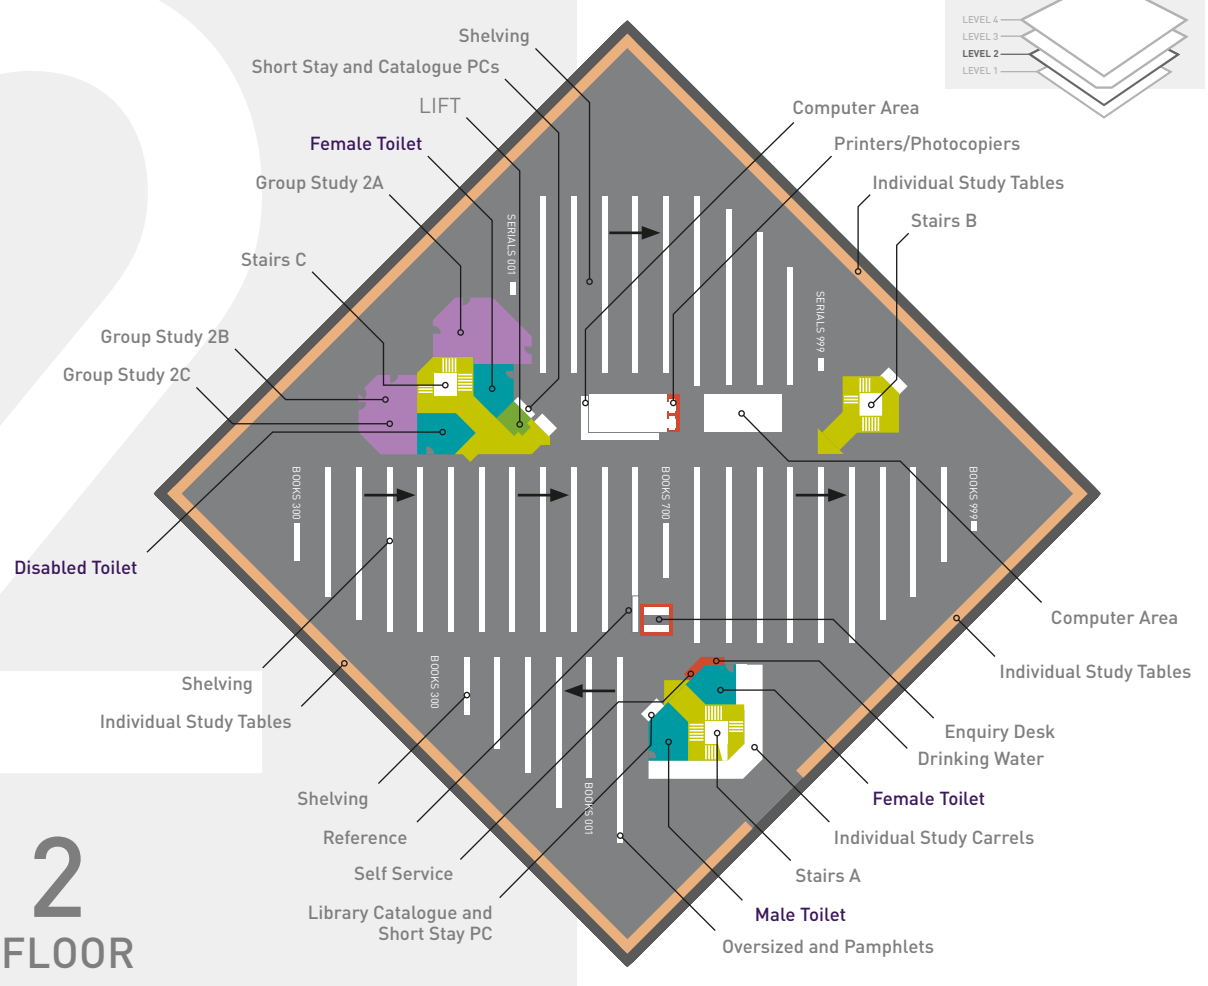 LEVEL 4
LEVEL 3
LEVEL 2
LEVEL 1
Shelving
Short Stay and Catalogue PCs
LIFT
Female Toilet
Group Study 2A
Stairs C
Group Study 2B
Group Study 2C
Computer Area
Printers/Photocopiers
Individual Study Tables
Stairs B
SERIALS 001
SERIALS 999
BOOKS 300
BOOKS 700
BOOKS 999
Disabled Toilet
Shelving
Individual Study Tables
Computer Area
Individual Study Tables
BOOKS 300
BOOKS 001
Enquiry Desk
Drinking Water
Female Toilet
Individual Study Carrels
Stairs A
Male Toilet
Oversized and Pamphlets
Shelving
Reference
Self Service
Library Catalogue and
Short Stay PC
2
2
FLOOR